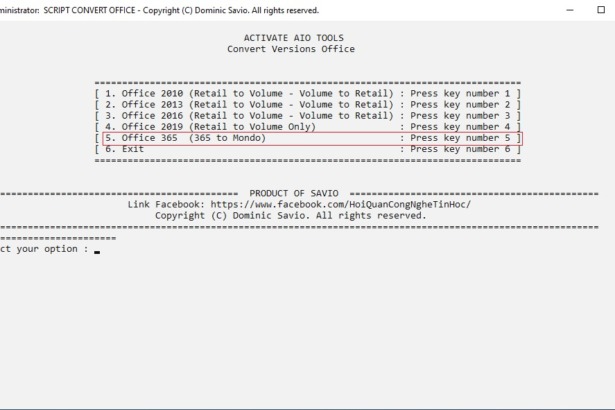 ministrator: SCRIPT CONVERT OFFICE - Copyright (C) Dominic Savio. All rights reserved.
ACTIVATE AIO TOOLS
Convert Versions Office
===============================================================================
[ 1. Office 2010 (Retail to Volume - Volume to Retail) : Press key number 1 ]
[ 2. Office 2013 (Retail to Volume - Volume to Retail) : Press key number 2 ]
[ 3. Office 2016 (Retail to Volume - Volume to Retail) : Press key number 3 ]
[ 4. Office 2019 (Retail to Volume Only) : Press key number 4 ]
[ 5. Office 365 (365 to Mondo) : Press key number 5 ]
[ 6. Exit : Press key number 6 ]
===============================================================================
============================================ PRODUCT OF SAVIO ==============================================
Link Facebook: https://www.facebook.com/HoiQuanCongNgheTinHoc/
Copyright (C) Dominic Savio. All rights reserved.
===============================================================================================================
=====================
ct your option : _